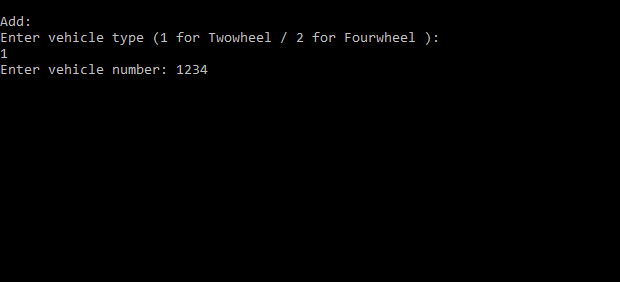 Add:
Enter vehicle type (1 for Twowheel / 2 for Fourwheel ):
1
Enter vehicle number: 1234